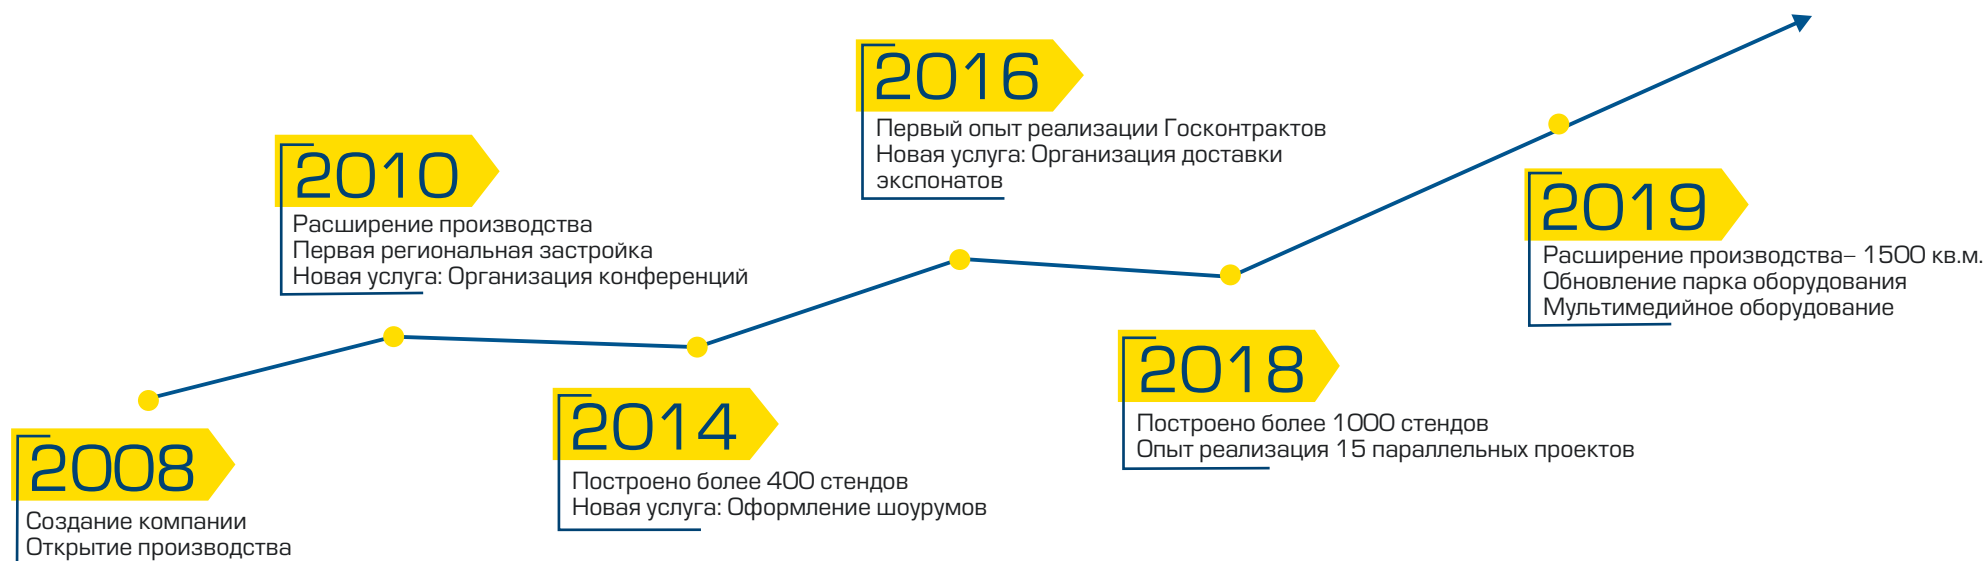 2008
Создание компании
Открытие производства
2010
Расширение производства
Первая региональная застройка
Новая услуга: Организация конференций
2014
Построено более 400 стендов
Новая услуга: Оформление шоурумов
2016
Первый опыт реализации Госконтрактов
Новая услуга: Организация доставки
экспонатов
2018
Построено более 1000 стендов
Опыт реализация 15 параллельных проектов
2019
Расширение производства– 1500 кв.м.
Обновление парка оборудования
Мультимедийное оборудование